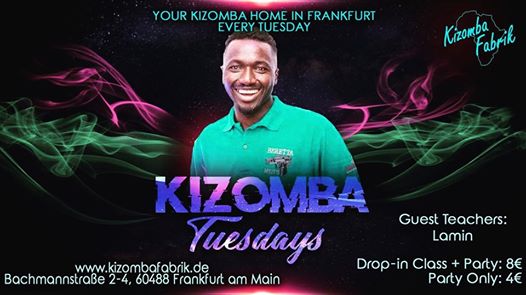 YOUR KIZOMBA HOME IN FRANKFURT
EVERY TUESDAY
Kizomba
Fabrik
BERETTA
KIZOMBA
Tuesdays
Guest Teachers:
Lamin
www.kizombafabrik.de
Bachmannstraße 2-4, 60488 Frankfurt am Main
Drop-in Class + Party: 8€
Party Only: 4€